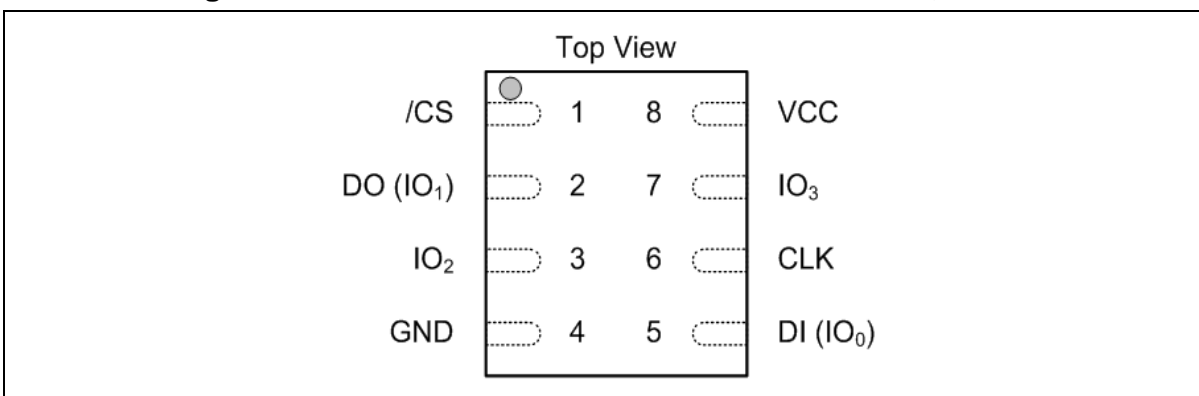 Top View
/CS 1 8 VCC
DO (IO₁) 2 7 IO₃
IO₂ 3 6 CLK
GND 4 5 DI (IO₀)